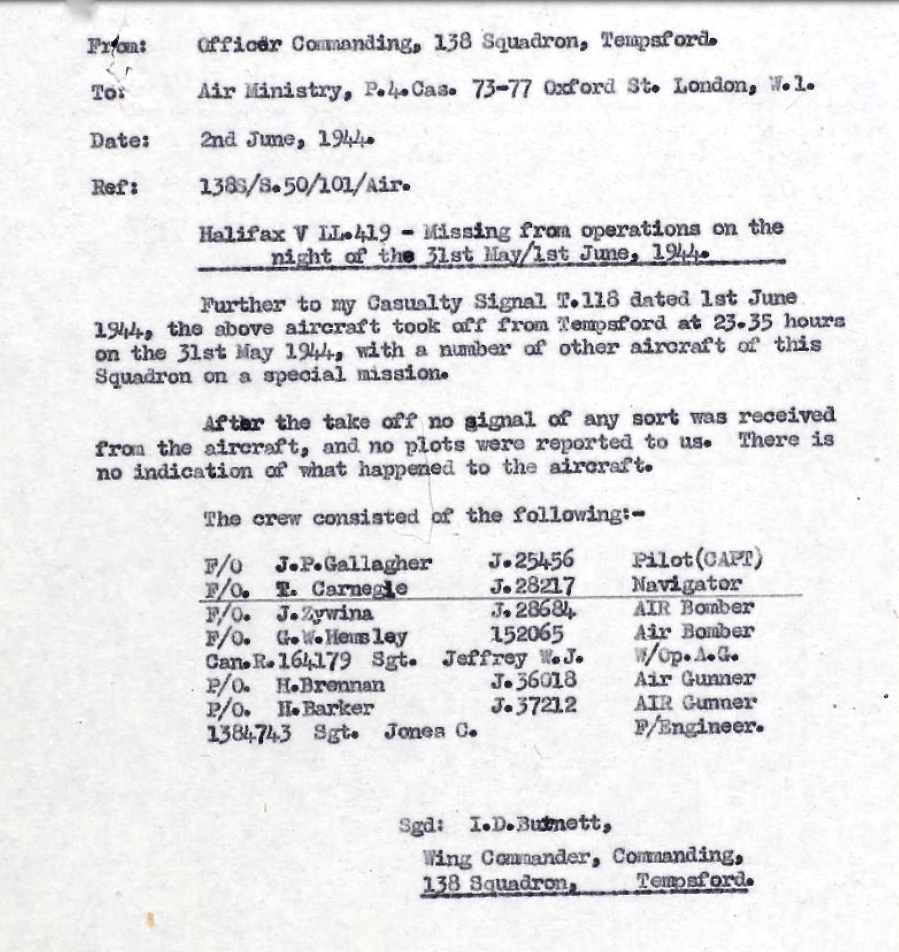 From: Officer Commanding, 138 Squadron, Tempsford.
To: Air Ministry, P.4.Cas. 73-77 Oxford St. London, W.1.
Date: 2nd June, 1944.
Ref: 138S/S.50/101/Air.
Halifax V LL.419 - Missing from operations on the
night of the 31st May/1st June, 1944.
Further to my Casualty Signal T.118 dated 1st June
1944, the above aircraft took off from Tempsford at 23.35 hours
on the 31st May 1944, with a number of other aircraft of this
Squadron on a special mission.
After the take off no signal of any sort was received
from the aircraft, and no plots were reported to us. There is
no indication of what happened to the aircraft.
The crew consisted of the following:-
F/O J.P.Gallagher J.25456 Pilot(CAPT)
F/O. T. Carnegie J.28217 Navigator
F/O. J.Zywina J.28684 AIR Bomber
F/O. G.W.Hemsley 152065 Air Bomber
Can.R.164179 Sgt. Jeffrey W.J. W/Op.A.G.
P/O. H.Brennan J.36018 Air Gunner
P/O. H.Barker J.37212 AIR Gunner
1384743 Sgt. Jones C. F/Engineer.
Sgd: I.D.Burnett,
Wing Commander, Commanding,
138 Squadron, Tempsford.